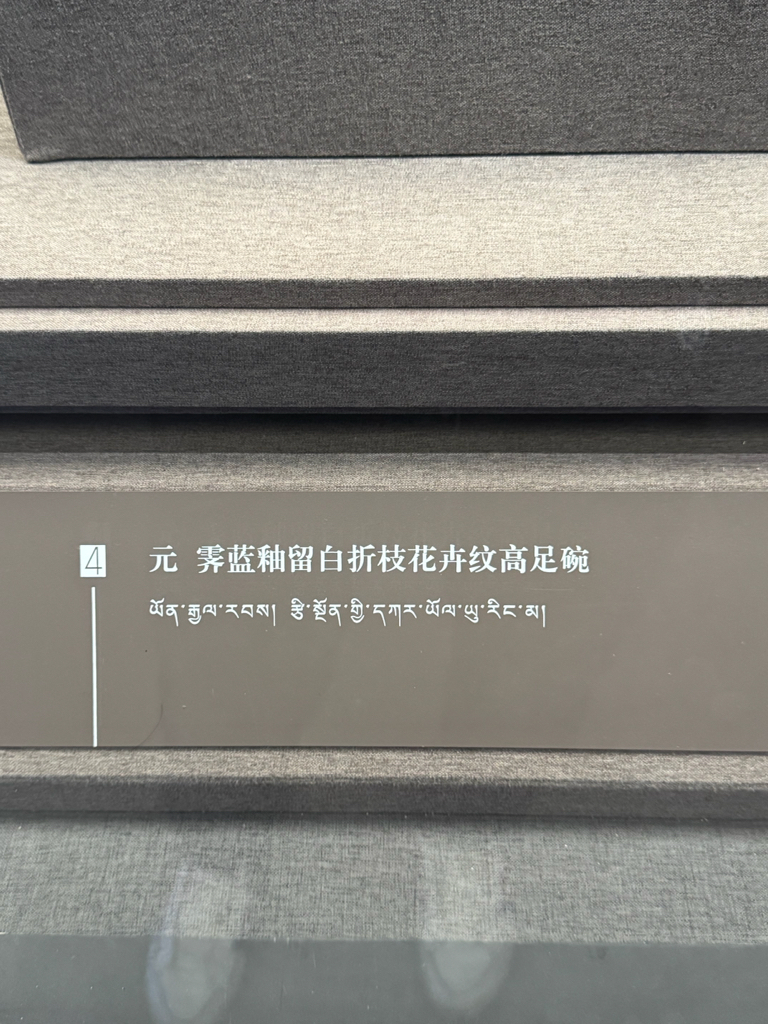 4
元 霁蓝釉留白折枝花卉纹高足碗
ཡོན་རྒྱལ་རབས། རྩི་སྔོན་གྱི་དཀར་ཡོལ་ཡུ་རིང་མ།